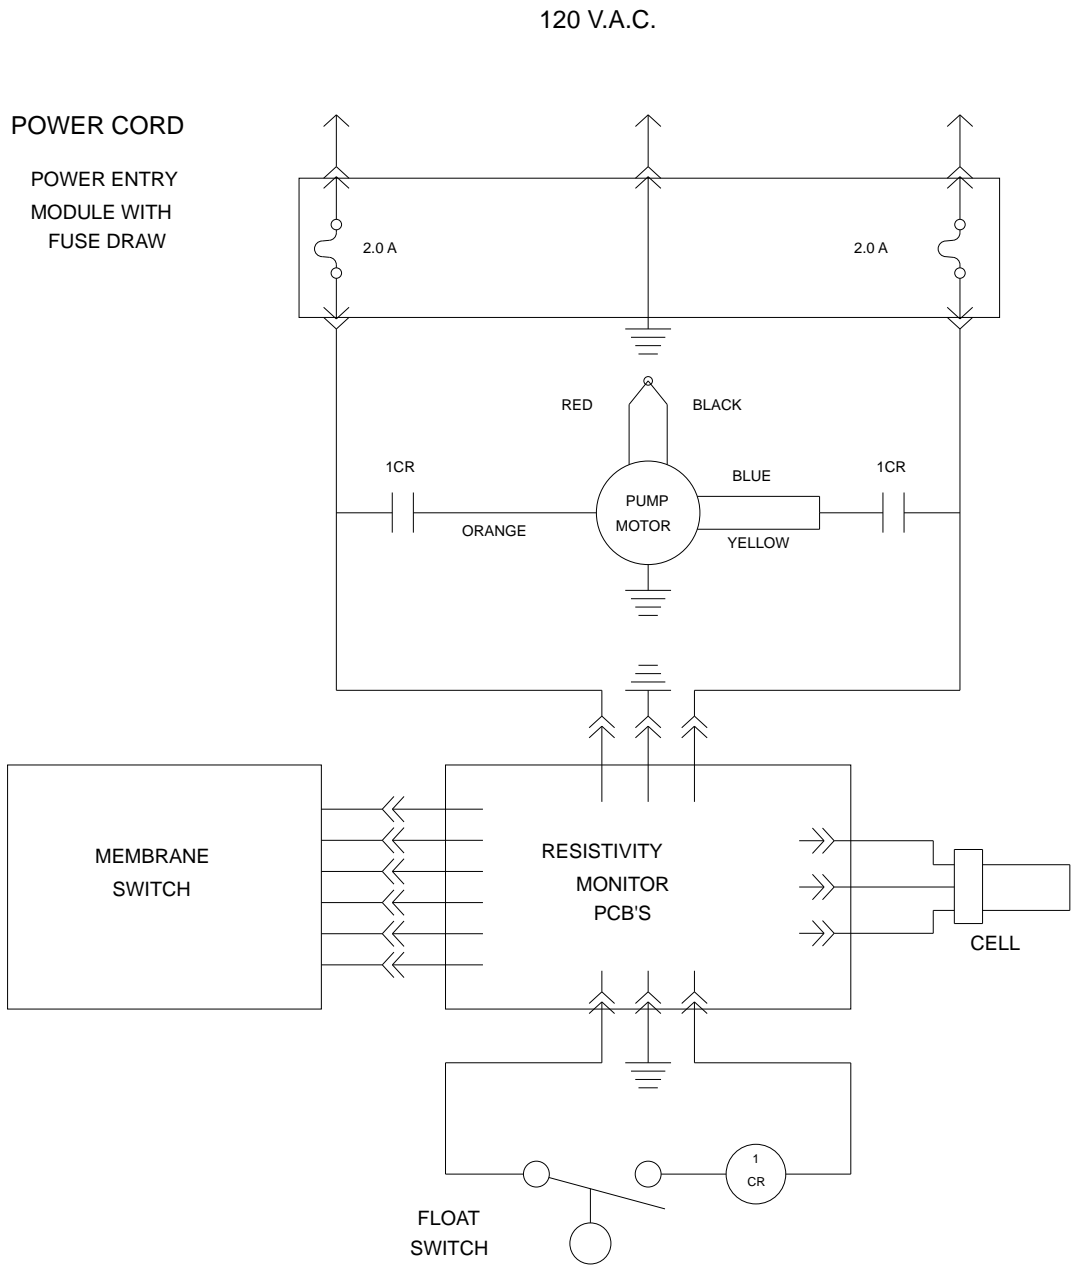 120 V.A.C.
POWER CORD
POWER ENTRY
MODULE WITH
FUSE DRAW
2.0 A
2.0 A
RED
BLACK
1CR
1CR
BLUE
PUMP
MOTOR
ORANGE
YELLOW
MEMBRANE
SWITCH
RESISTIVITY
MONITOR
PCB'S
CELL
1
CR
FLOAT
SWITCH